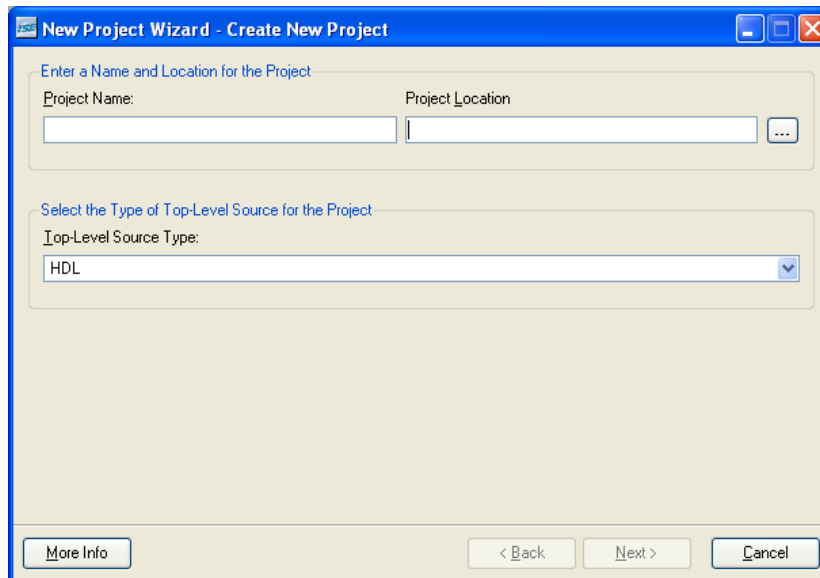 ISE New Project Wizard - Create New Project
Enter a Name and Location for the Project
Project Name: Project Location
...
Select the Type of Top-Level Source for the Project
Top-Level Source Type:
HDL
More Info < Back Next > Cancel